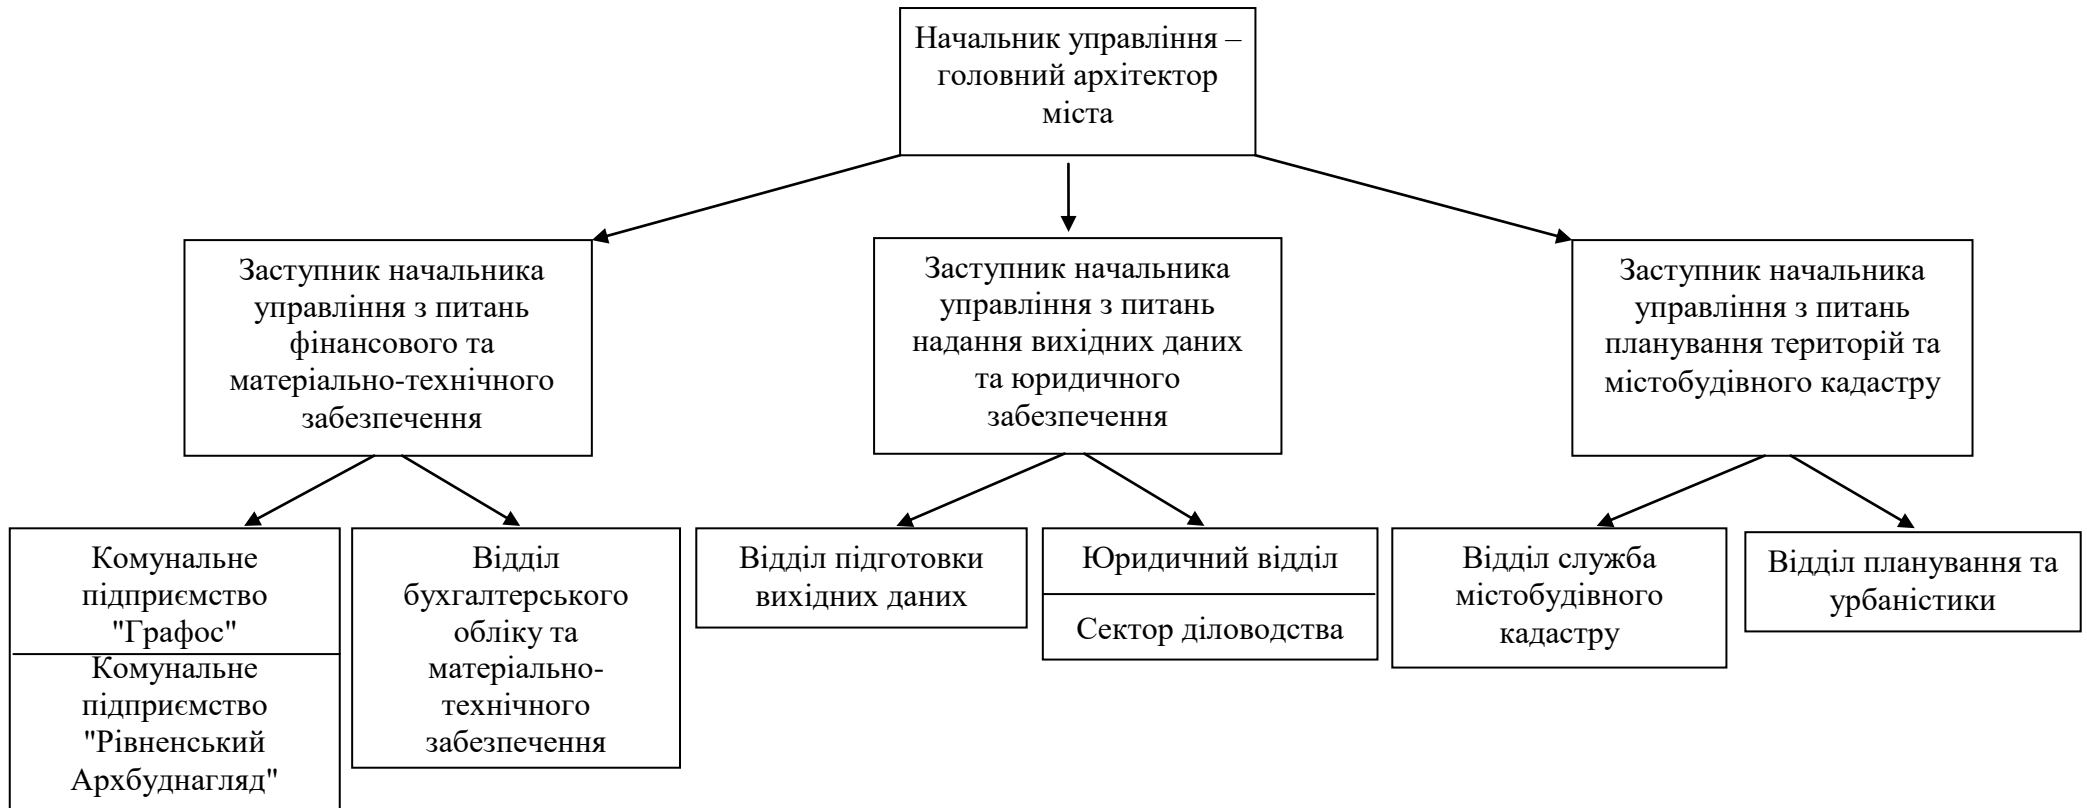 Начальник управління –
головний архітектор
міста
Заступник начальника
управління з питань
фінансового та
матеріально-технічного
забезпечення
Заступник начальника
управління з питань
надання вихідних даних
та юридичного
забезпечення
Заступник начальника
управління з питань
планування територій та
містобудівного кадастру
Комунальне
підприємство
"Графос"
Комунальне
підприємство
"Рівненський
Архбуднагляд"
Відділ
бухгалтерського
обліку та
матеріально-
технічного
забезпечення
Відділ підготовки
вихідних даних
Юридичний відділ
Сектор діловодства
Відділ служба
містобудівного
кадастру
Відділ планування та
урбаністики